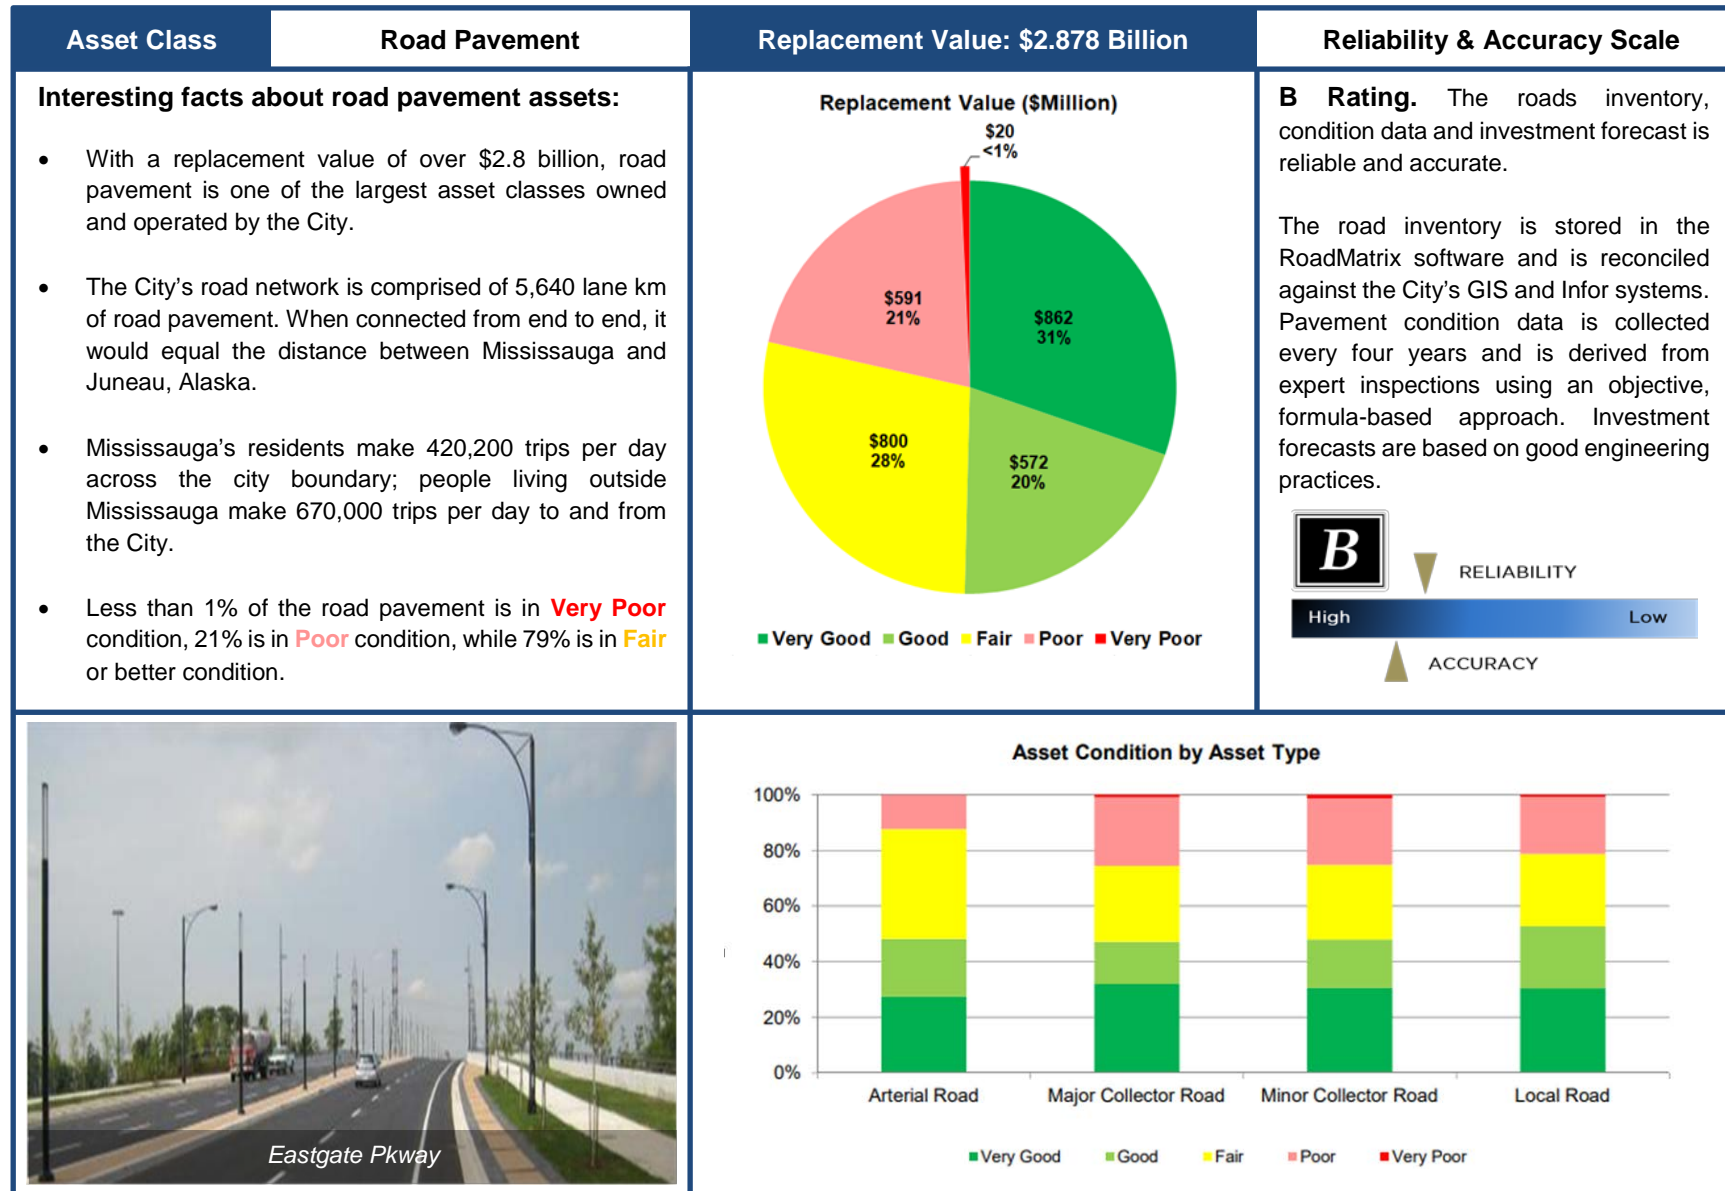 Asset Class
Road Pavement
Replacement Value: $2.878 Billion
Reliability & Accuracy Scale
Interesting facts about road pavement assets:
• With a replacement value of over $2.8 billion, road
pavement is one of the largest asset classes owned
and operated by the City.
• The City’s road network is comprised of 5,640 lane km
of road pavement. When connected from end to end, it
would equal the distance between Mississauga and
Juneau, Alaska.
• Mississauga’s residents make 420,200 trips per day
across the city boundary; people living outside
Mississauga make 670,000 trips per day to and from
the City.
• Less than 1% of the road pavement is in Very Poor
condition, 21% is in Poor condition, while 79% is in Fair
or better condition.
Replacement Value ($Million)
$20
<1%
$591
21%
$862
31%
$800
28%
$572
20%
Very Good Good Fair Poor Very Poor
B Rating. The roads inventory,
condition data and investment forecast is
reliable and accurate.
The road inventory is stored in the
RoadMatrix software and is reconciled
against the City’s GIS and Infor systems.
Pavement condition data is collected
every four years and is derived from
expert inspections using an objective,
formula-based approach. Investment
forecasts are based on good engineering
practices.
B
RELIABILITY
High Low
ACCURACY
Eastgate Pkway
Asset Condition by Asset Type
100%
80%
60%
40%
20%
0%
Arterial Road Major Collector Road Minor Collector Road Local Road
Very Good Good Fair Poor Very Poor